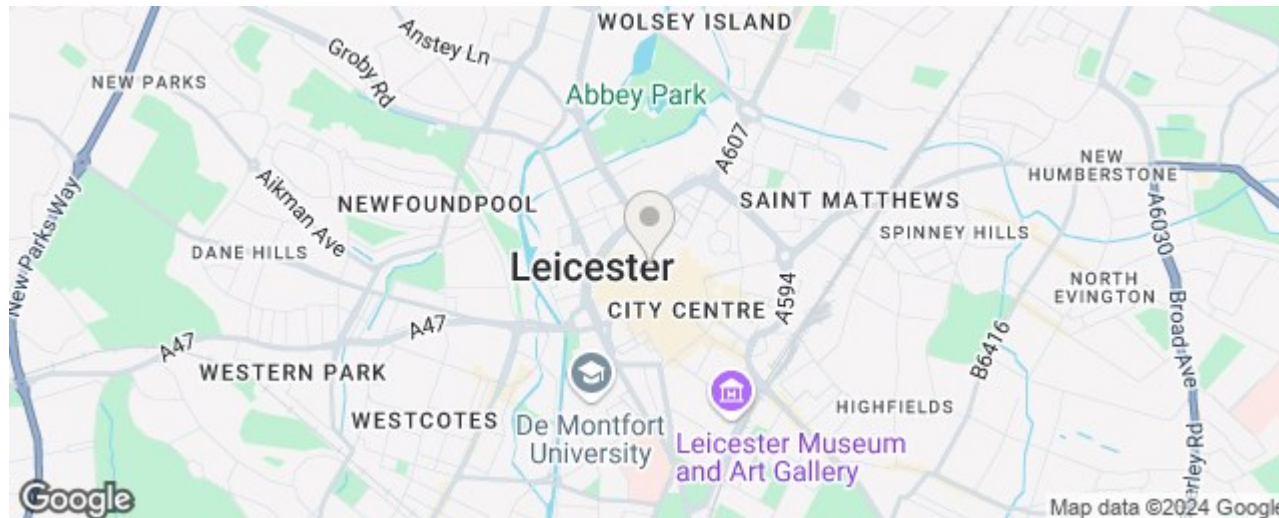 WOLSEY ISLAND
Anstey Ln
Groby Rd
NEW PARKS
Abbey Park
A607
NEW
HUMBERSTONE
Aikman Ave
NEWFOUNDPOOL
SAINT MATTHEWS
A6030
New Parks Way
DANE HILLS
SPINNEY HILLS
Leicester
NORTH
EVINGTON
A594
CITY CENTRE
A47
A47
Broad Ave
B6416
WESTERN PARK
WESTCOTES
De Montfort
University
HIGHFIELDS
Leicester Museum
and Art Gallery
erley Rd
Google
Map data ©2024 Google